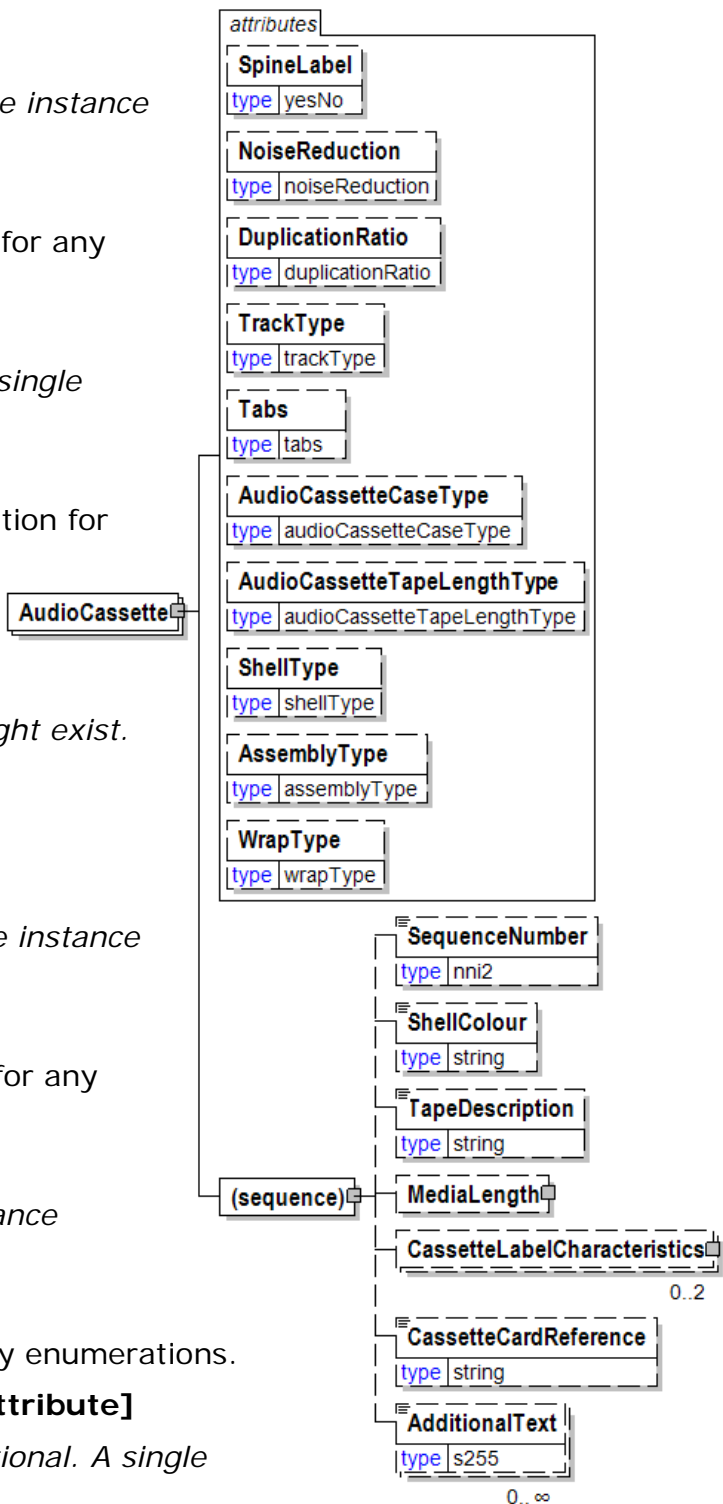 e instance
for any
single
tion for
ght exist.
e instance
for any
ance
y enumerations.
ttribute]
ional. A single
AudioCassette
attributes
SpineLabel
type yesNo
NoiseReduction
type noiseReduction
DuplicationRatio
type duplicationRatio
TrackType
type trackType
Tabs
type tabs
AudioCassetteCaseType
type audioCassetteCaseType
AudioCassetteTapeLengthType
type audioCassetteTapeLengthType
ShellType
type shellType
AssemblyType
type assemblyType
WrapType
type wrapType
(sequence)
SequenceNumber
type nni2
ShellColour
type string
TapeDescription
type string
MediaLength
CassetteLabelCharacteristics
0..2
CassetteCardReference
type string
AdditionalText
type s255
0..∞